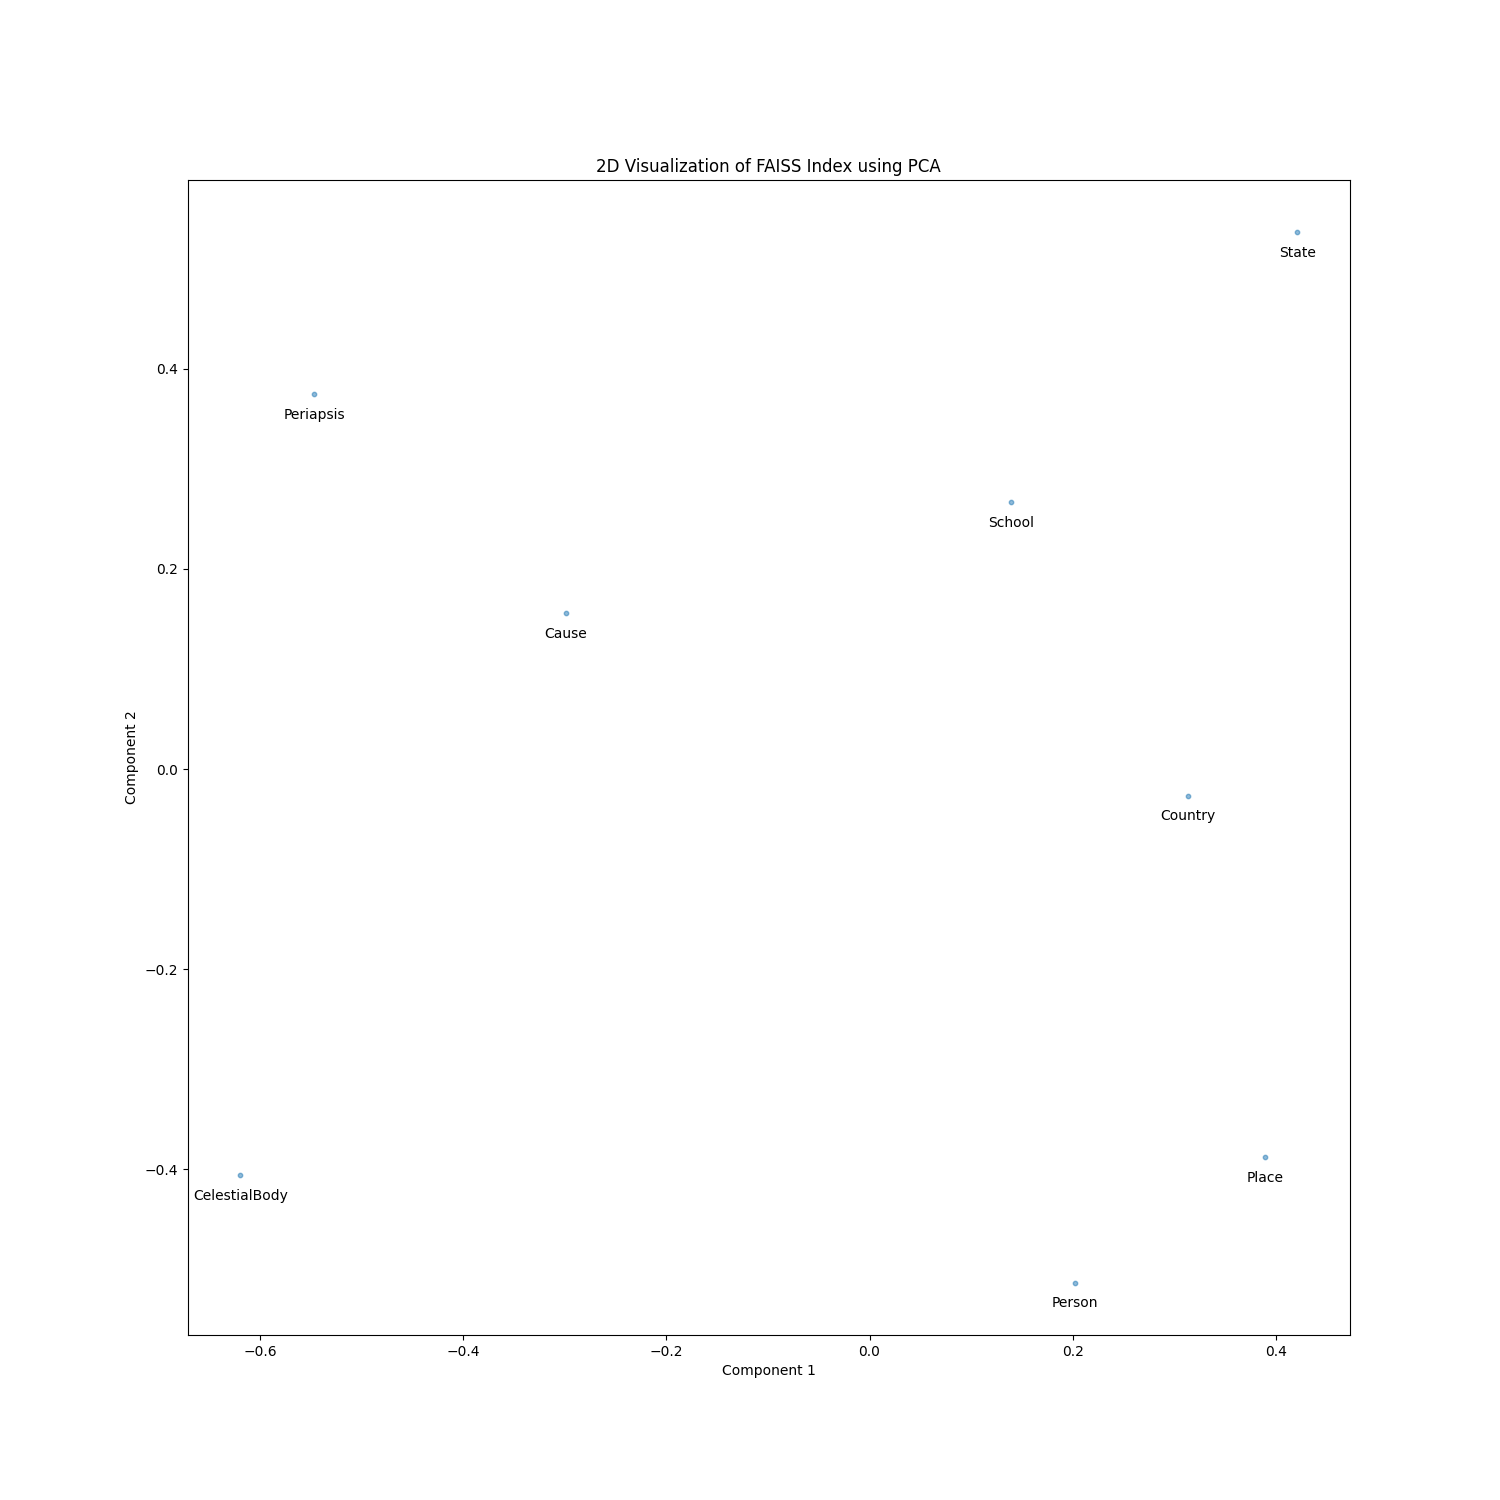 2D Visualization of FAISS Index using PCA
State
0.4
Periapsis
School
0.2
Cause
Component 2
0.0
Country
−0.2
−0.4
Place
CelestialBody
Person
−0.6
−0.4
−0.2
0.0
0.2
0.4
Component 1